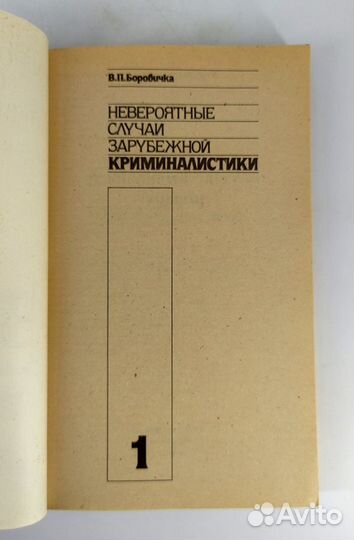 В.П.Боровичка
НЕВЕРОЯТНЫЕ
СЛУЧАИ
ЗАРУБЕЖНОЙ
КРИМИНАЛИСТИКИ
1
Avito